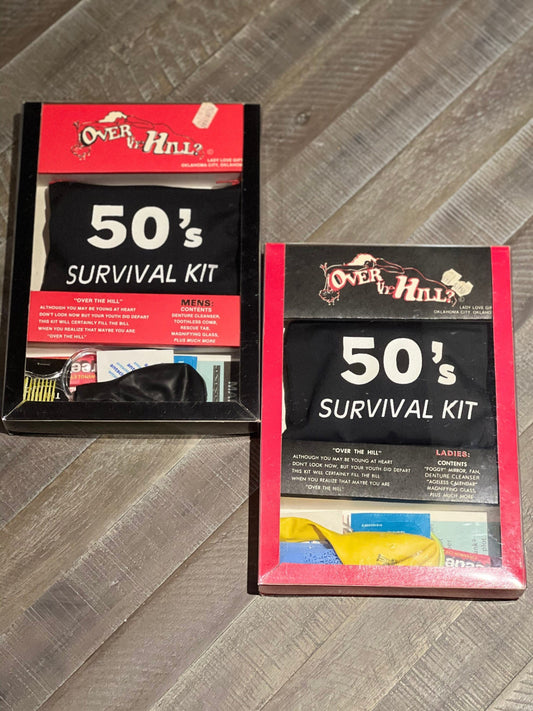 OVER
THE HILL?
LADY LOVE GIF
OKLAHOMA CITY, OKLAHO
50's
SURVIVAL KIT
"OVER THE HILL"
ALTHOUGH YOU MAY BE YOUNG AT HEART
DON'T LOOK NOW BUT YOUR YOUTH DID DEPART
THIS KIT WILL CERTAINLY FILL THE BILL
WHEN YOU REALIZE THAT MAYBE YOU ARE
"OVER THE HILL"
MENS:
CONTENTS
DENTURE CLEANSER,
TOOTHLESS COMB,
RESCUE TAB,
MAGNIFYING GLASS,
PLUS MUCH MORE
OVER
THE HILL?
LADY LOVE GIF
OKLAHOMA CITY, OKLAHO
50's
SURVIVAL KIT
"OVER THE HILL"
ALTHOUGH YOU MAY BE YOUNG AT HEART
DON'T LOOK NOW, BUT YOUR YOUTH DID DEPART
THIS KIT WILL CERTAINLY FILL THE BILL
WHEN YOU REALIZE THAT MAYBE YOU ARE
"OVER THE HILL"
LADIES:
CONTENTS
"FOGGY" MIRROR, FAN,
DENTURE CLEANSER
"AGELESS CALENDAR"
MAGNIFYING GLASS,
PLUS MUCH MORE